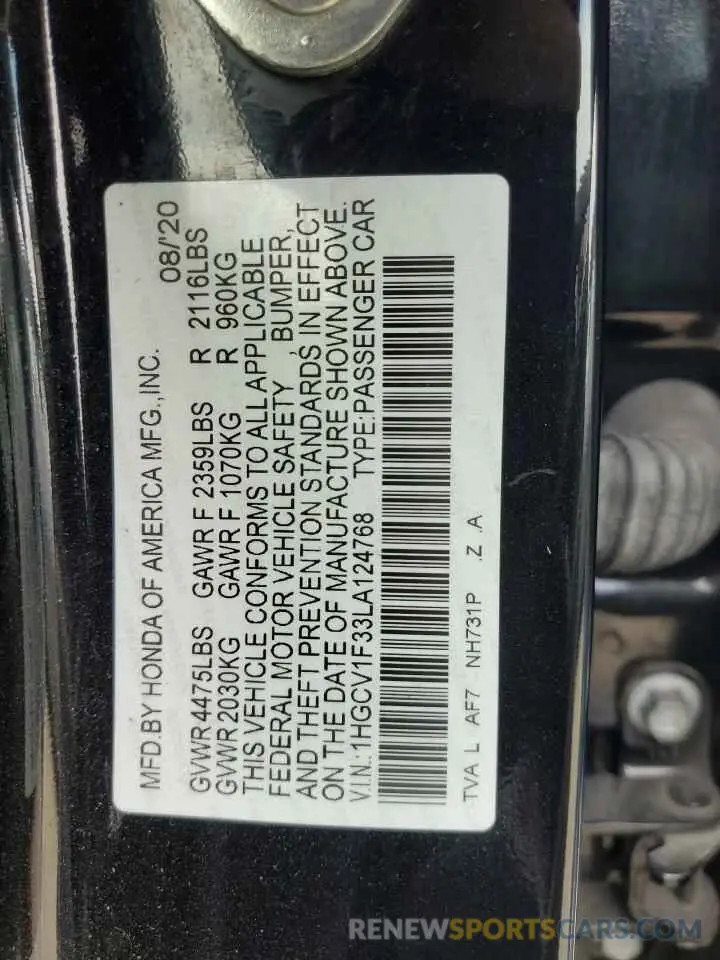 MFD.BY HONDA OF AMERICA MFG.,INC. 08/'20
GVWR 4475LBS GAWR F 2359LBS R 2116LBS
GVWR 2030KG GAWR F 1070KG R 960KG
THIS VEHICLE CONFORMS TO ALL APPLICABLE
FEDERAL MOTOR VEHICLE SAFETY , BUMPER,
AND THEFT PREVENTION STANDARDS IN EFFECT
ON THE DATE OF MANUFACTURE SHOWN ABOVE.
V.I.N.:1HGCV1F33LA124768 TYPE:PASSENGER CAR
TVA L AF7 NH731P .Z .A
RENEWSPORTSCARS.COM